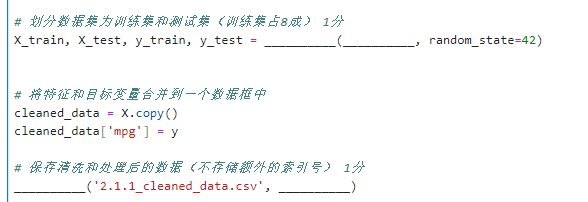 # 划分数据集为训练集和测试集（训练集占8成） 1分
X_train, X_test, y_train, y_test = __________(__________, random_state=42)
# 将特征和目标变量合并到一个数据框中
cleaned_data = X.copy()
cleaned_data['mpg'] = y
# 保存清洗和处理后的数据（不存储额外的索引号） 1分
__________('2.1.1_cleaned_data.csv', __________)